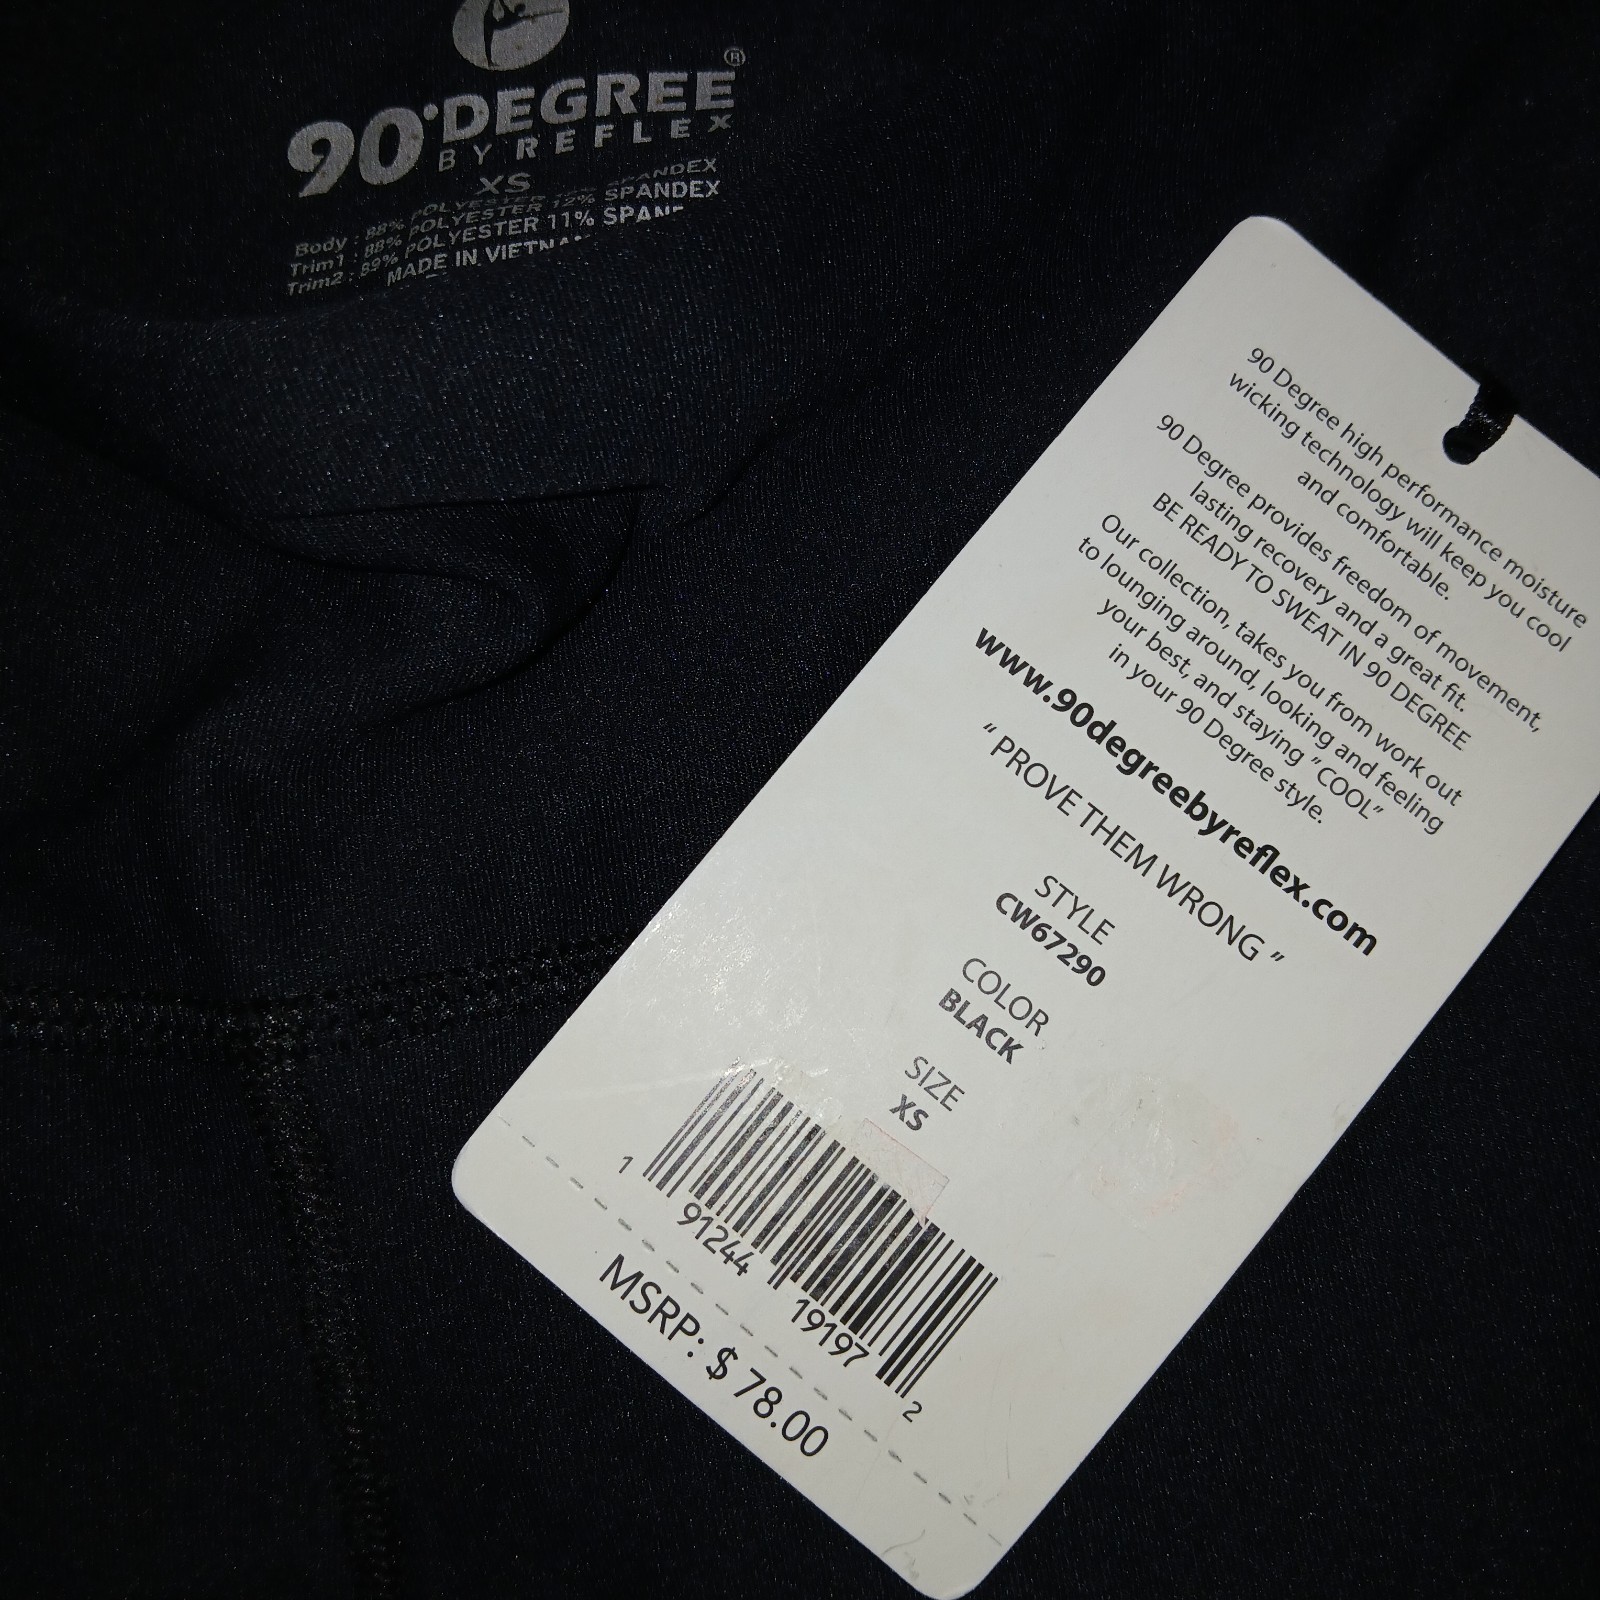 90°DEGREE®
BY REFLEX
XS
Body : 88% POLYESTER 12% SPANDEX
Trim1 : 88% POLYESTER 12% SPANDEX
Trim2 : 89% POLYESTER 11% SPAN
MADE IN VIETNA
90 Degree high performance moisture
wicking technology will keep you cool
and comfortable.
90 Degree provides freedom of movement,
lasting recovery and a great fit.
BE READY TO SWEAT IN 90 DEGREE
Our collection, takes you from work out
to lounging around, looking and feeling
your best, and staying "COOL"
in your 90 Degree style.
www.90degreebyreflex.com
"PROVE THEM WRONG"
STYLE
CW67290
COLOR
BLACK
SIZE
XS
1 91244 19197 2
MSRP: $ 78.00